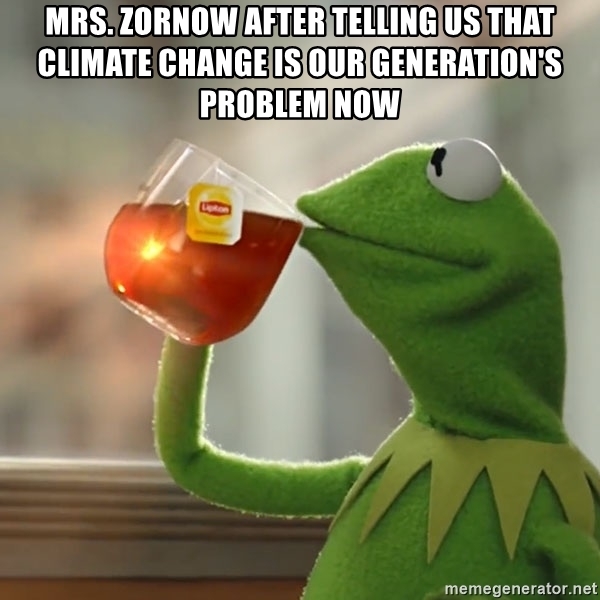 MRS. ZORNOW AFTER TELLING US THAT
CLIMATE CHANGE IS OUR GENERATION'S
PROBLEM NOW
Lipton
memegenerator.net